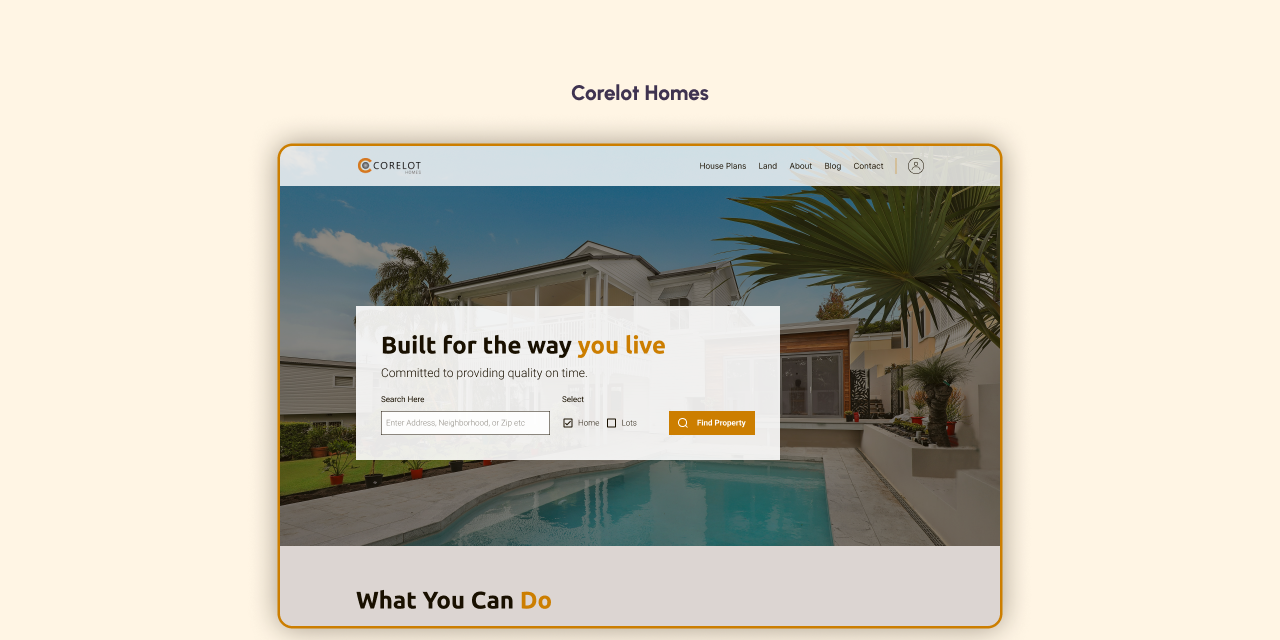 Corelot Homes
CORELOT
HOMES
House Plans Land About Blog Contact
Built for the way you live
Committed to providing quality on time.
Search Here Select
Enter Address, Neighborhood, or Zip etc Home Lots Find Property
What You Can Do